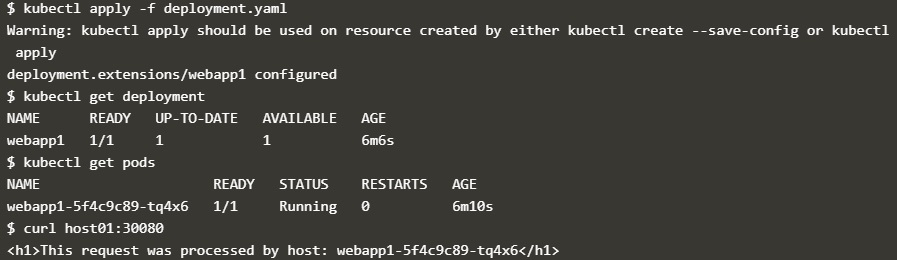 $ kubectl apply -f deployment.yaml
Warning: kubectl apply should be used on resource created by either kubectl create --save-config or kubectl
apply
deployment.extensions/webapp1 configured
$ kubectl get deployment
NAME READY UP-TO-DATE AVAILABLE AGE
webapp1 1/1 1 1 6m6s
$ kubectl get pods
NAME READY STATUS RESTARTS AGE
webapp1-5f4c9c89-tq4x6 1/1 Running 0 6m10s
$ curl host01:30080
<h1>This request was processed by host: webapp1-5f4c9c89-tq4x6</h1>